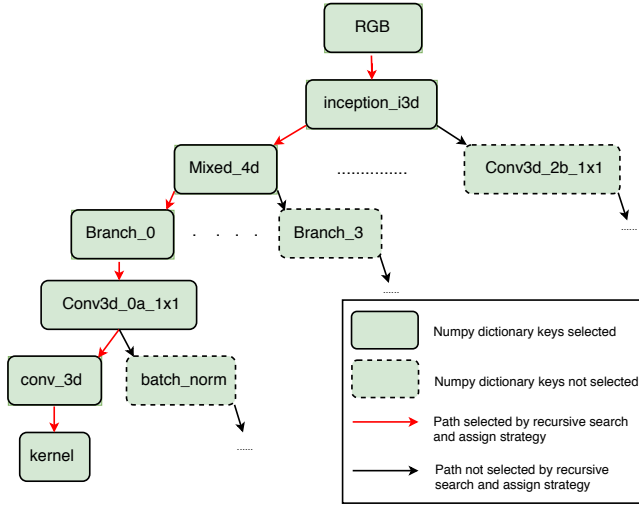 RGB
inception_i3d
Mixed_4d
...............
Conv3d_2b_1x1
......
Branch_0
. . . .
Branch_3
......
Conv3d_0a_1x1
conv_3d
batch_norm
......
kernel
Numpy dictionary keys selected
Numpy dictionary keys not selected
Path selected by recursive search
and assign strategy
Path not selected by recursive
search and assign strategy